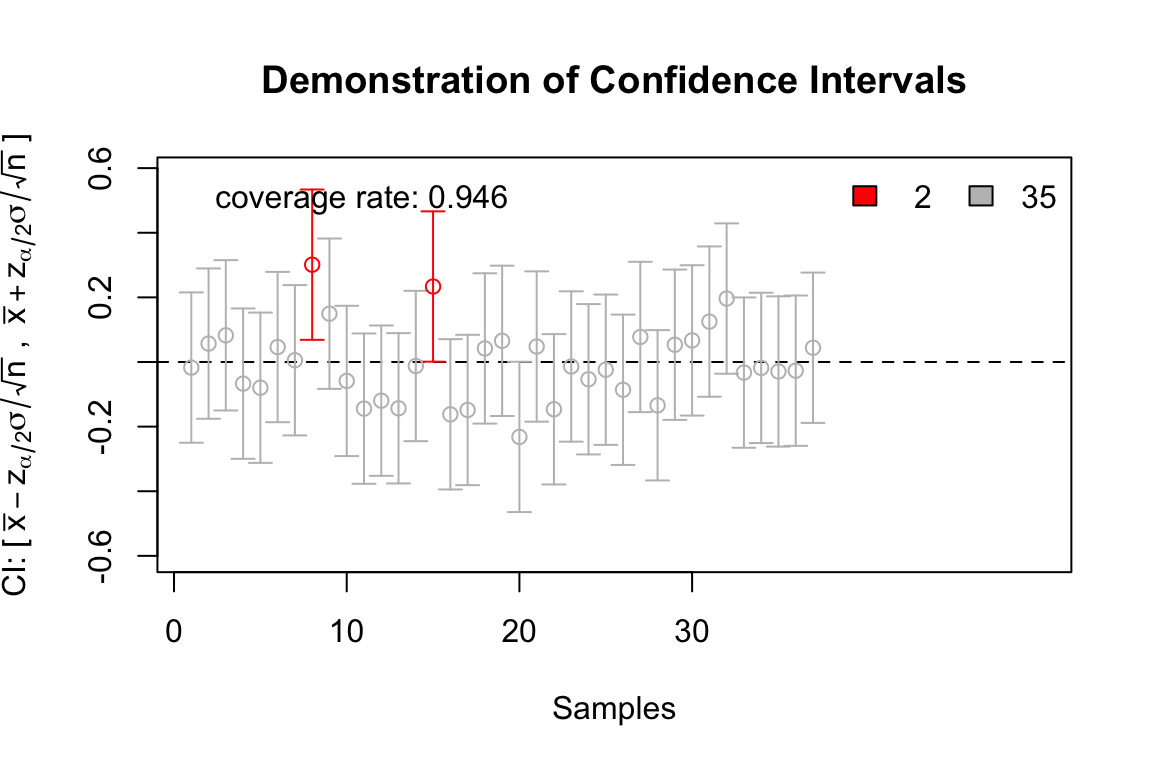 Demonstration of Confidence Intervals
CI: [ x̅ − zα/2σ/√n , x̅ + zα/2σ/√n ]
0.6
0.2
-0.2
-0.6
coverage rate: 0.946
2 35
0 10 20 30
Samples